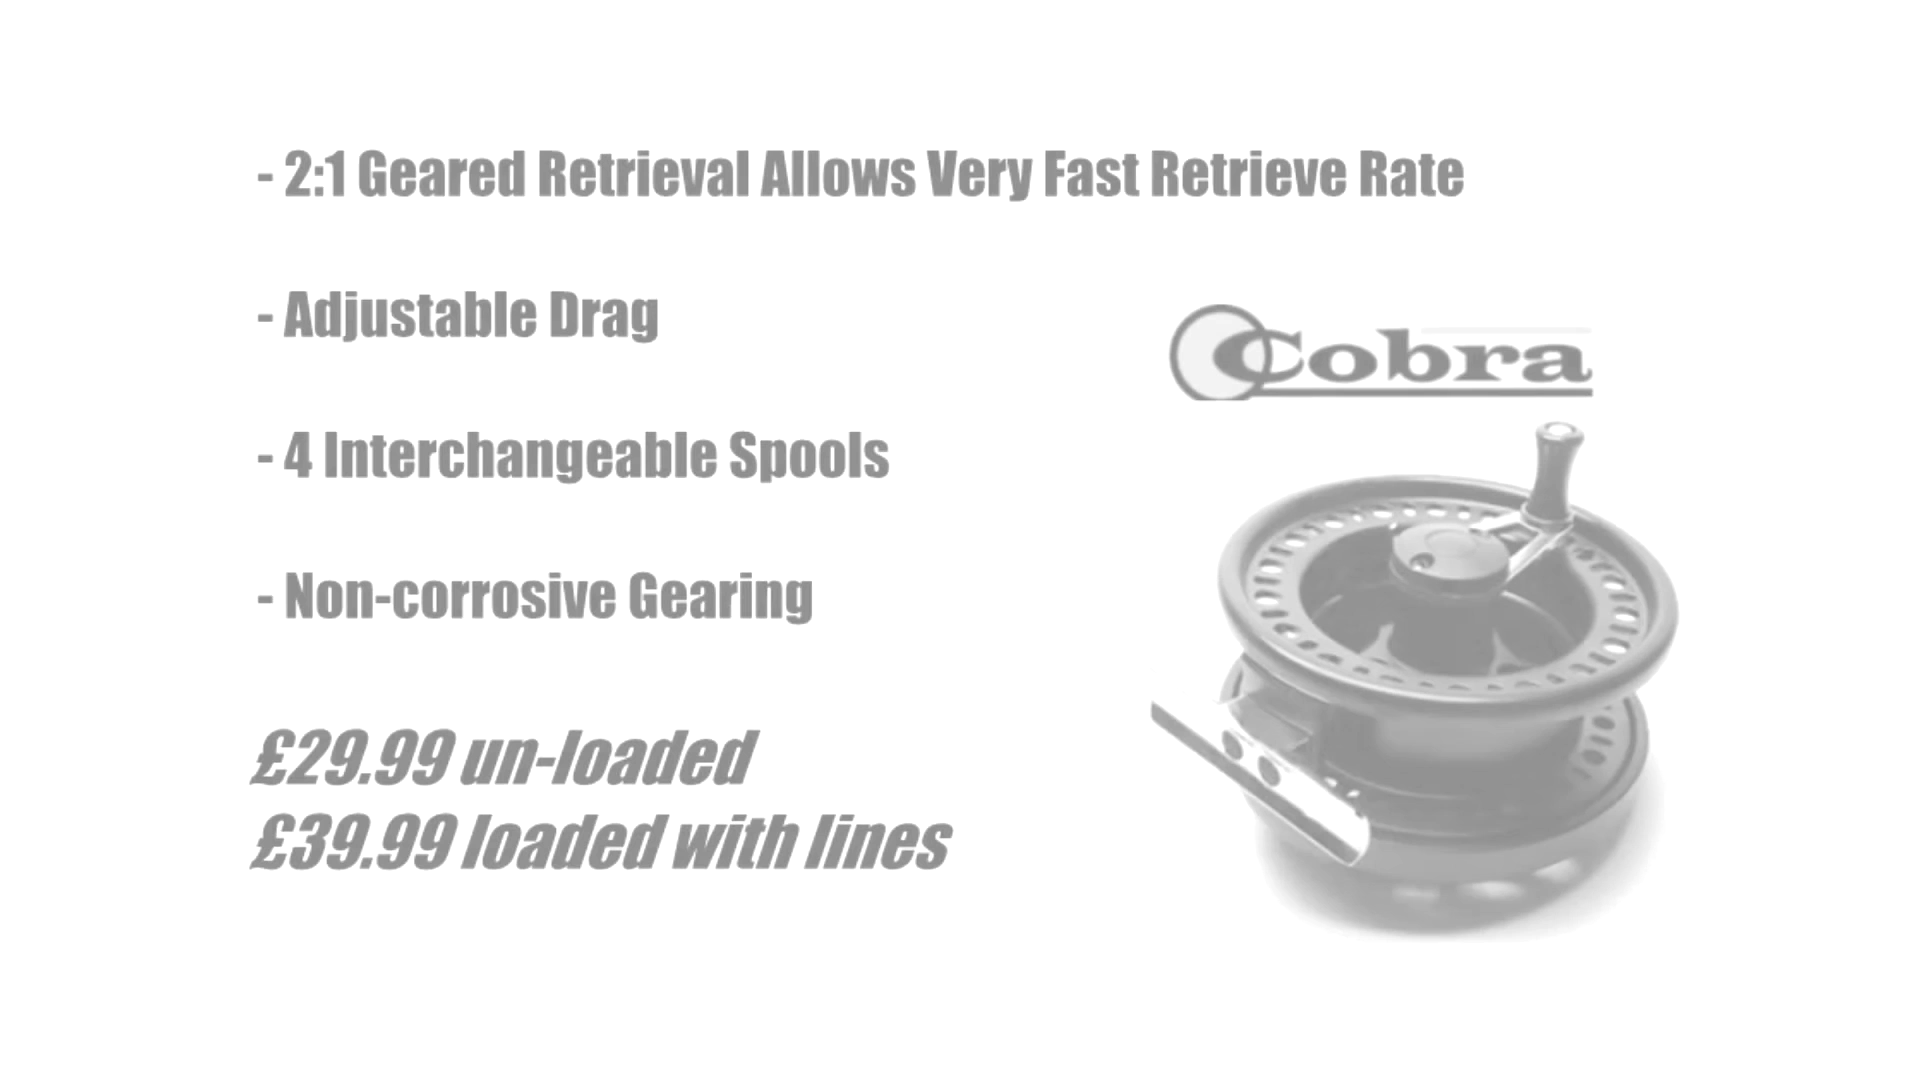 - 2:1 Geared Retrieval Allows Very Fast Retrieve Rate
- Adjustable Drag
Cobra
- 4 Interchangeable Spools
- Non-corrosive Gearing
£29.99 un-loaded
£39.99 loaded with lines